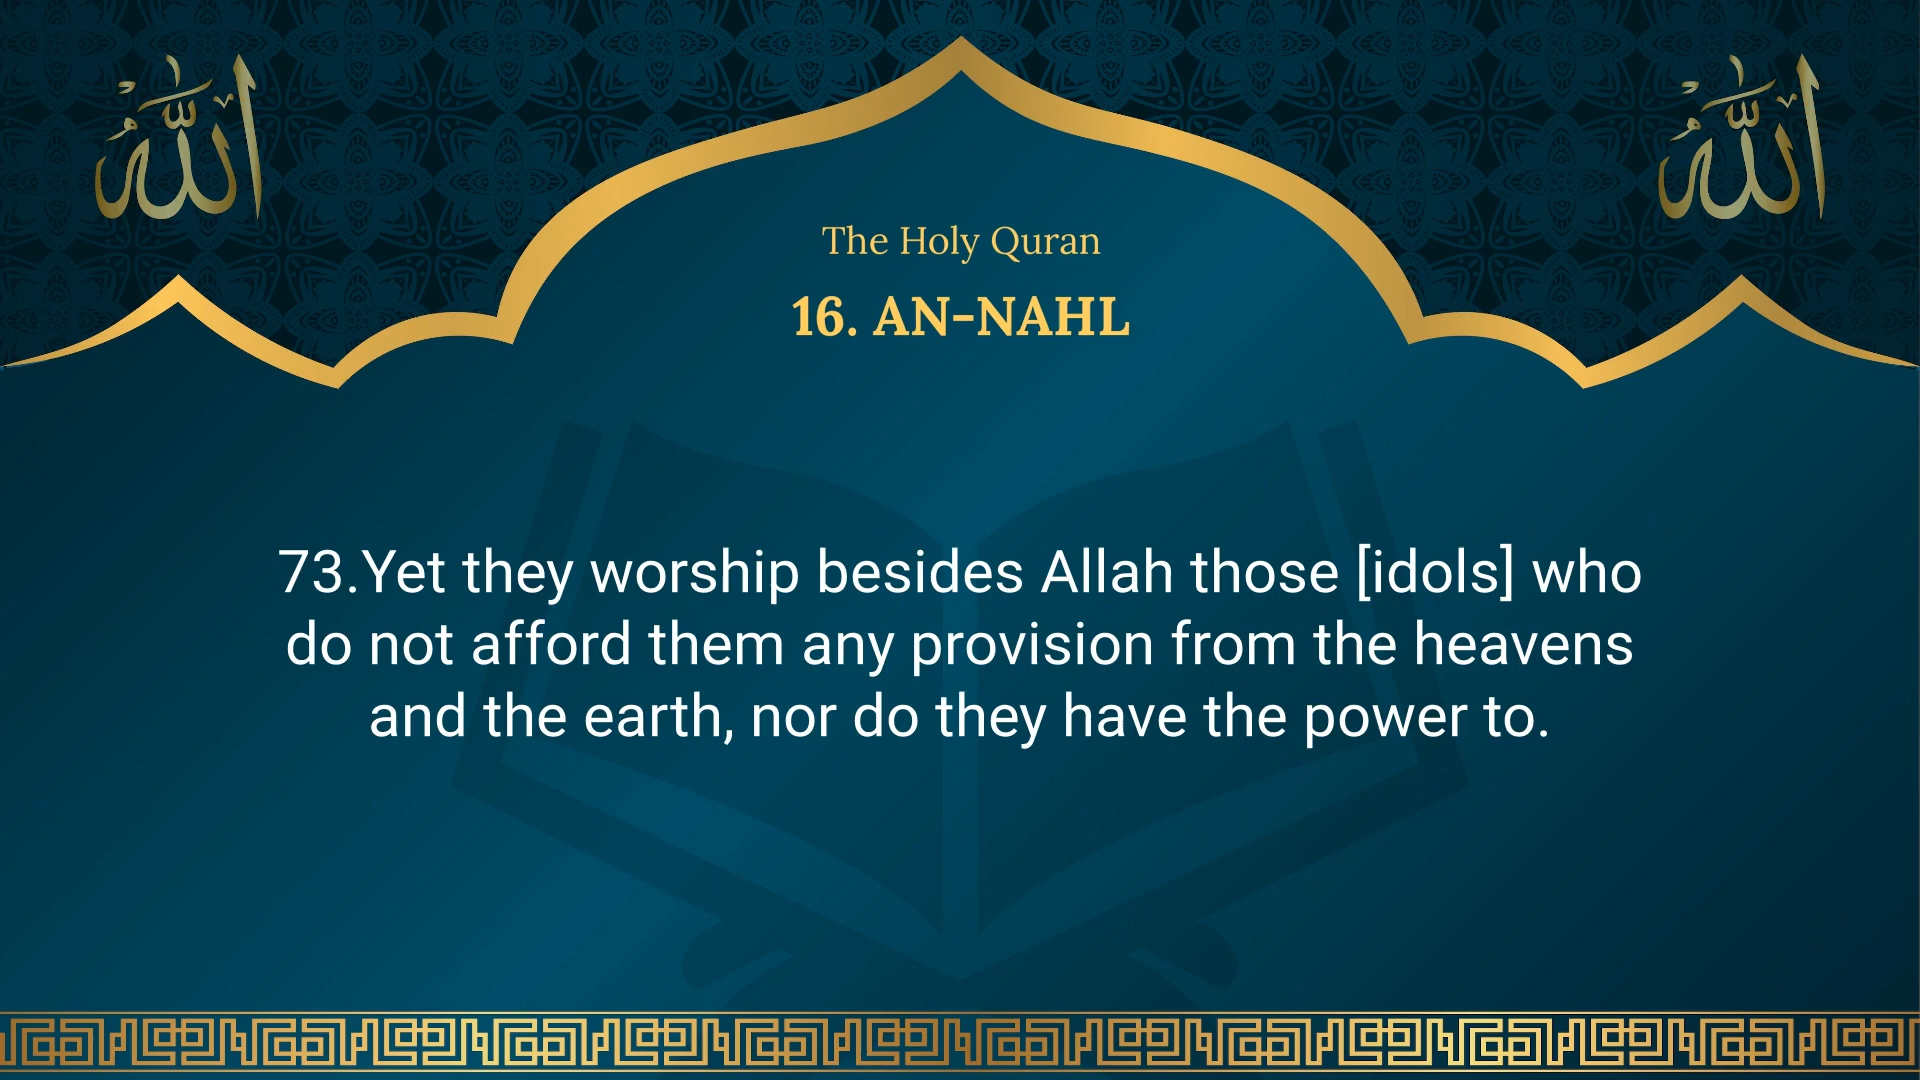 الله
الله
The Holy Quran
16. AN-NAHL
73.Yet they worship besides Allah those [idols] who
do not afford them any provision from the heavens
and the earth, nor do they have the power to.